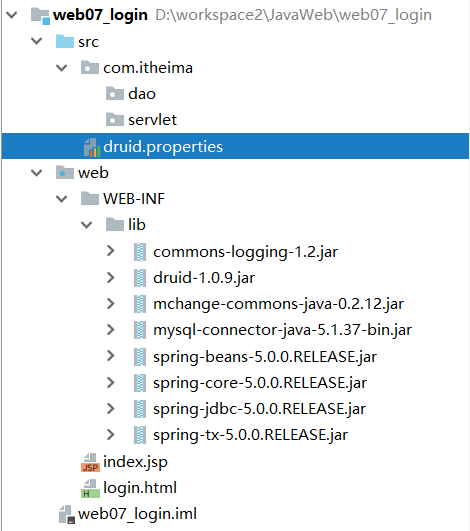 web07_login D:\workspace2\JavaWeb\web07_login
src
com.itheima
dao
servlet
druid.properties
web
WEB-INF
lib
commons-logging-1.2.jar
druid-1.0.9.jar
mchange-commons-java-0.2.12.jar
mysql-connector-java-5.1.37-bin.jar
spring-beans-5.0.0.RELEASE.jar
spring-core-5.0.0.RELEASE.jar
spring-jdbc-5.0.0.RELEASE.jar
spring-tx-5.0.0.RELEASE.jar
JSP index.jsp
H login.html
web07_login.iml